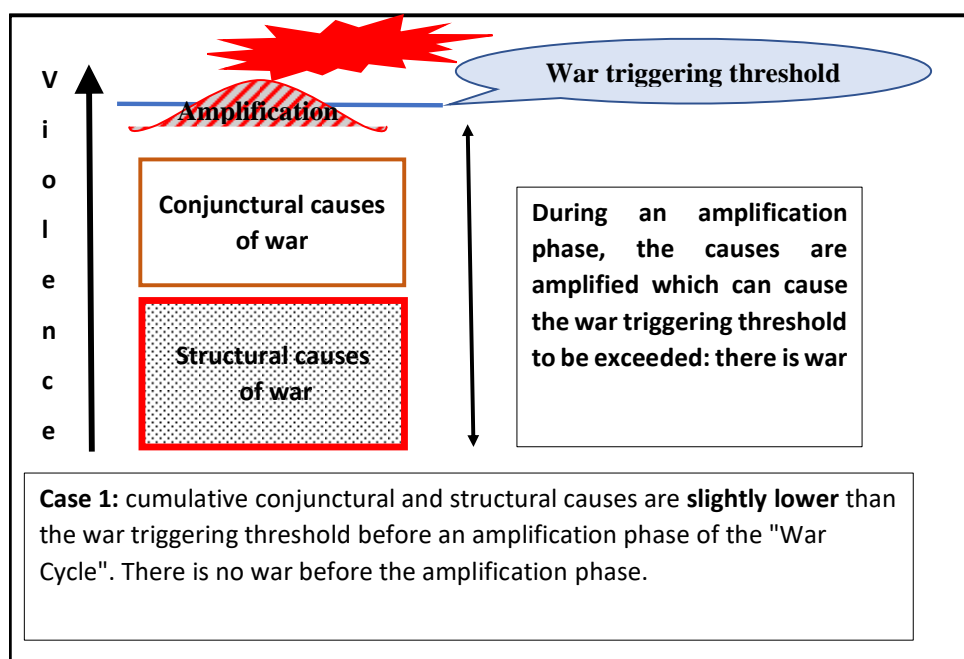 Violence
War triggering threshold
Amplification
Conjunctural causes
of war
Structural causes
of war
During an amplification
phase, the causes are
amplified which can cause
the war triggering threshold
to be exceeded: there is war
Case 1: cumulative conjunctural and structural causes are slightly lower than
the war triggering threshold before an amplification phase of the "War
Cycle". There is no war before the amplification phase.